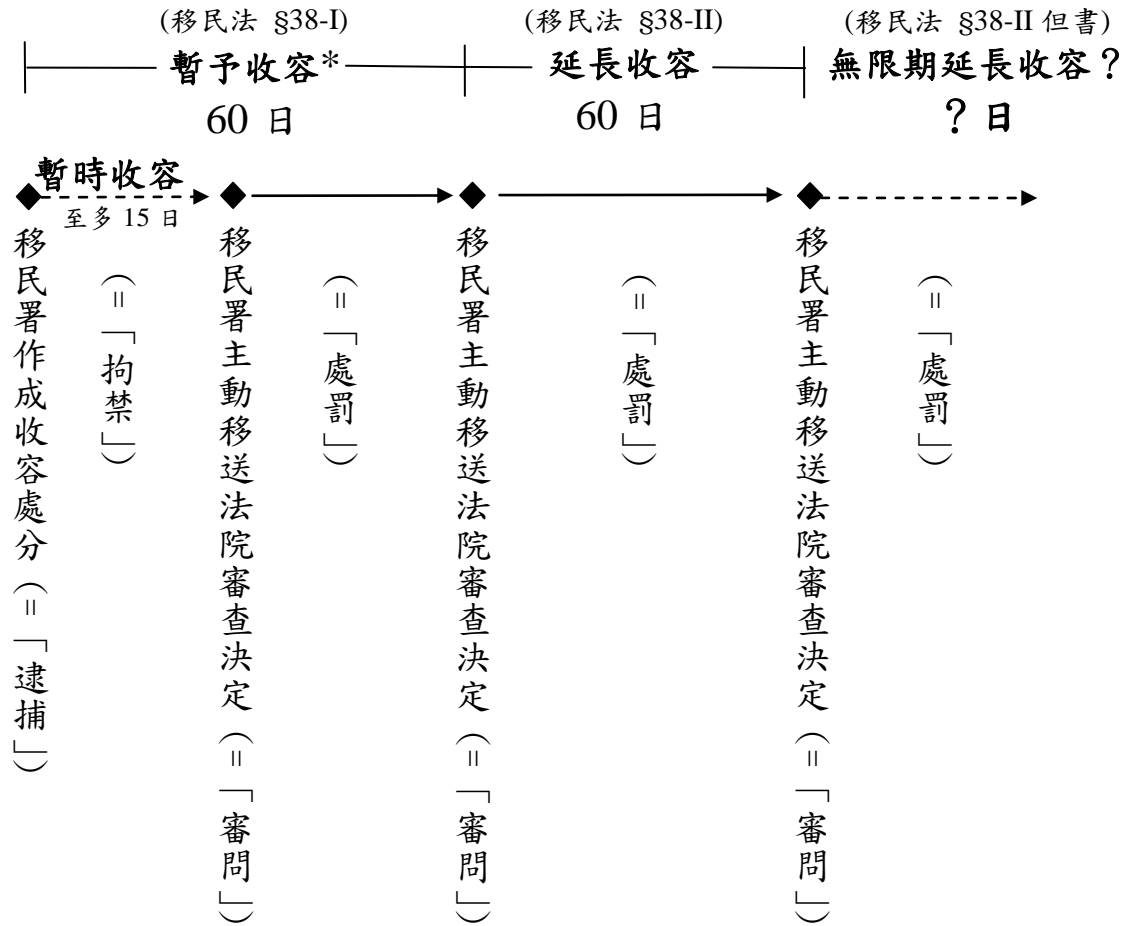 (移民法 §38-I)
(移民法 §38-II)
(移民法 §38-II 但書)
暫予收容*
延長收容
無限期延長收容？
60 日
60 日
？日
暫時收容
至多 15 日
移民署作成收容處分（=「逮捕」）
（=「拘禁」）
移民署主動移送法院審查決定（=「審問」）
（=「處罰」）
移民署主動移送法院審查決定（=「審問」）
（=「處罰」）
移民署主動移送法院審查決定（=「審問」）
（=「處罰」）